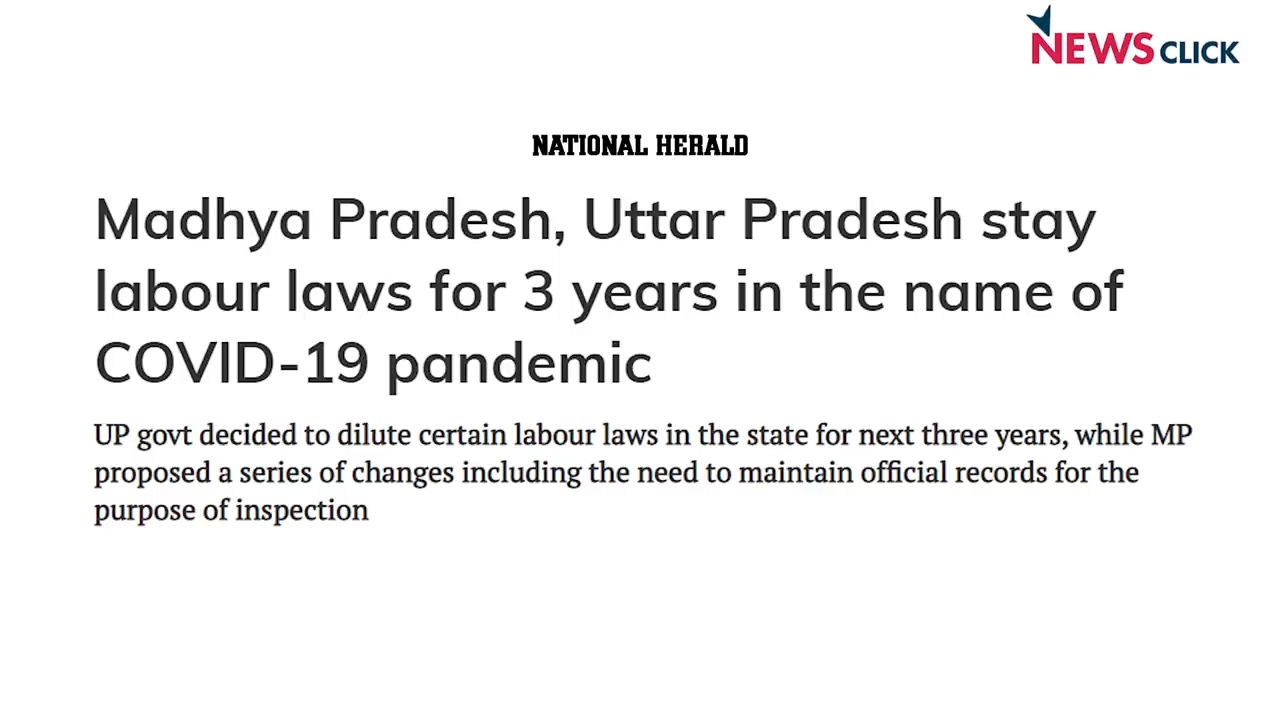 NEWSCLICK
NATIONAL HERALD
Madhya Pradesh, Uttar Pradesh stay
labour laws for 3 years in the name of
COVID-19 pandemic
UP govt decided to dilute certain labour laws in the state for next three years, while MP
proposed a series of changes including the need to maintain official records for the
purpose of inspection